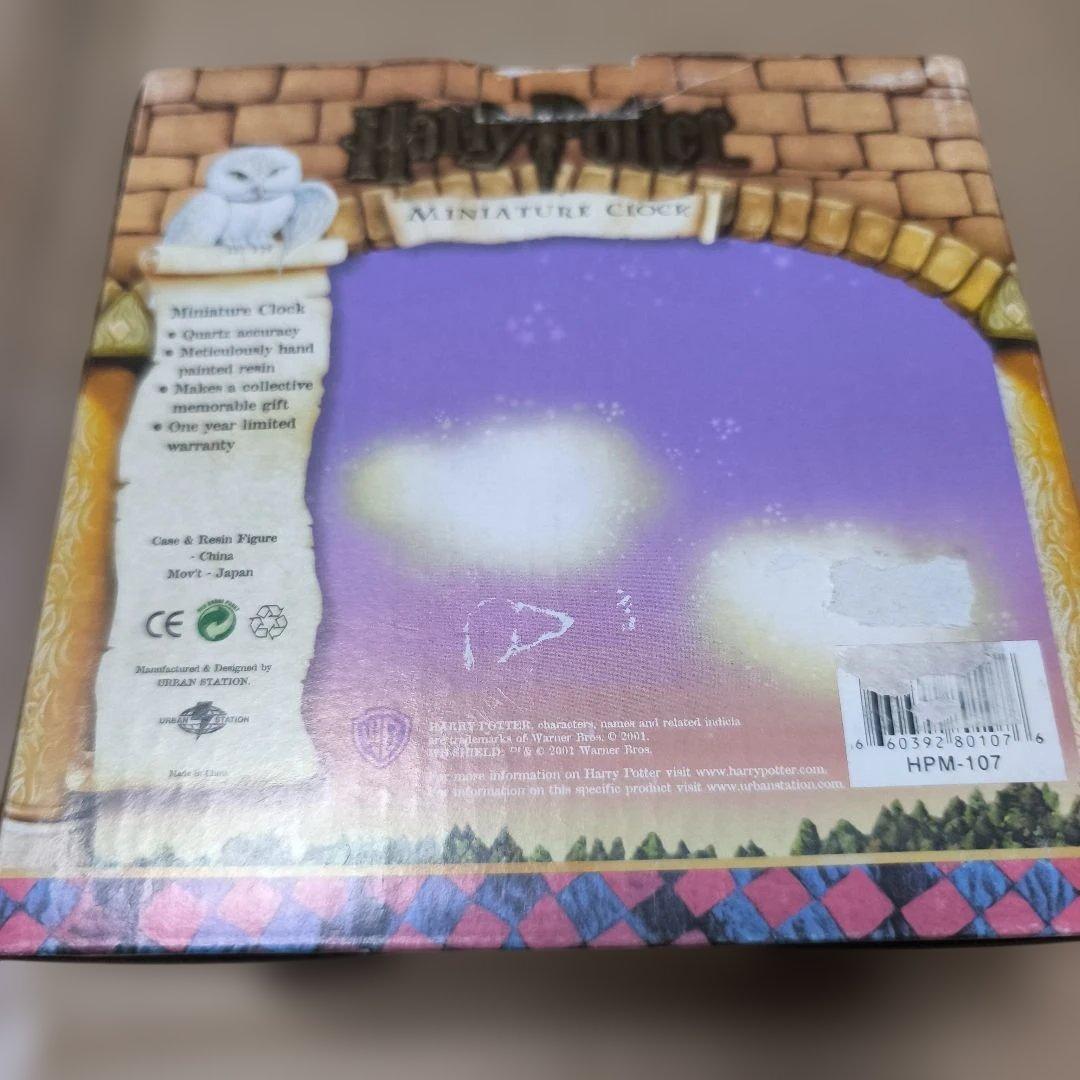 Harry Potter
MINIATURE CLOCK
Miniature Clock
• Quartz accuracy
• Meticulously hand
painted resin
• Makes a collective
memorable gift
• One year limited
warranty
Case & Resin Figure
- China
Mov't - Japan
CE
Manufactured & Designed by
URBAN STATION.
URBAN STATION
Made in China
WB
HARRY POTTER, characters, names and related indicia
are trademarks of Warner Bros. © 2001.
WB SHIELD: ™ & © 2001 Warner Bros.
For more information on Harry Potter visit www.harrypotter.com.
For information on this specific product visit www.urbanstation.com
6 60392 80107 6
HPM-107